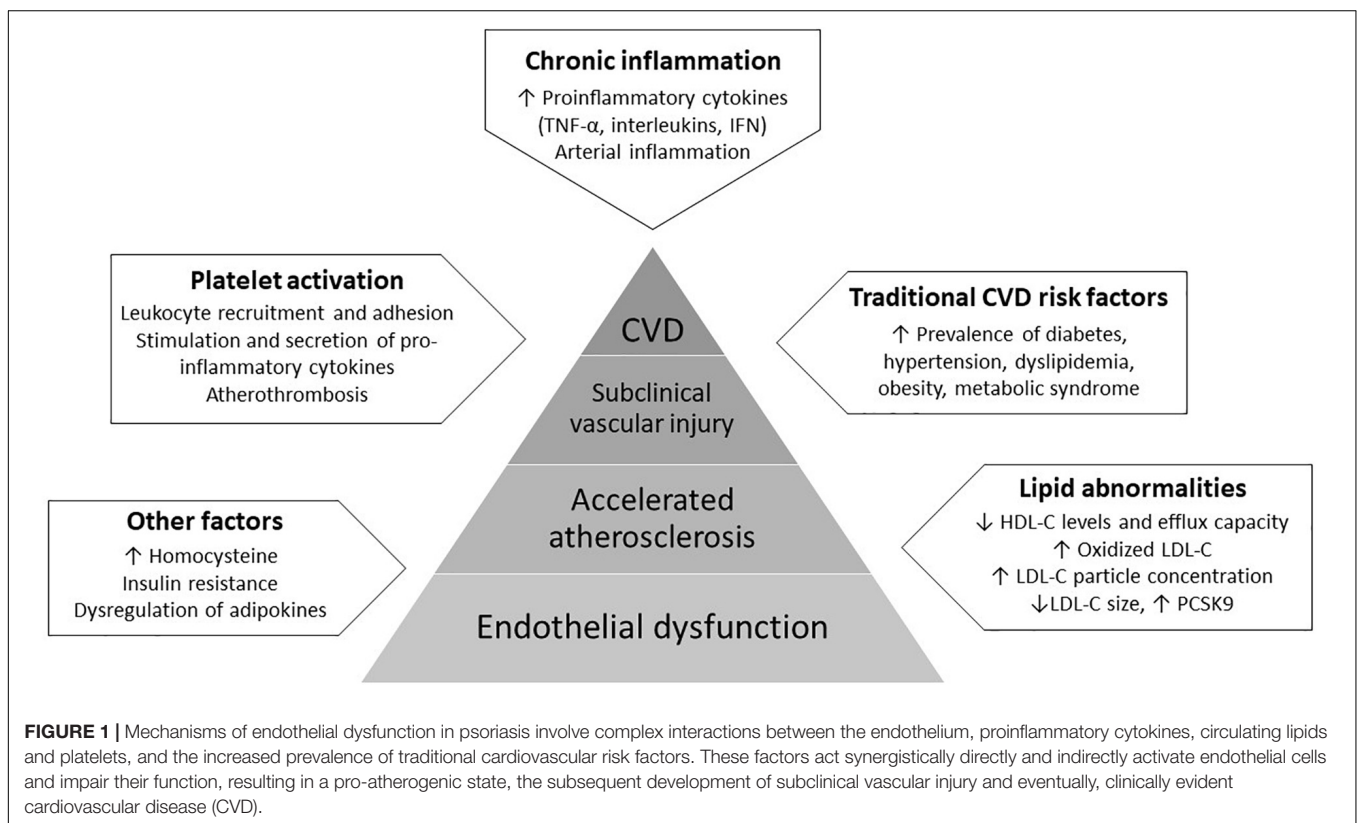 Chronic inflammation
↑ Proinflammatory cytokines
(TNF-α, interleukins, IFN)
Arterial inflammation
Platelet activation
Leukocyte recruitment and adhesion
Stimulation and secretion of pro-
inflammatory cytokines
Atherothrombosis
Traditional CVD risk factors
↑ Prevalence of diabetes,
hypertension, dyslipidemia,
obesity, metabolic syndrome
CVD
Subclinical
vascular injury
Accelerated
atherosclerosis
Endothelial dysfunction
Other factors
↑ Homocysteine
Insulin resistance
Dysregulation of adipokines
Lipid abnormalities
↓ HDL-C levels and efflux capacity
↑ Oxidized LDL-C
↑ LDL-C particle concentration
↓LDL-C size, ↑ PCSK9
FIGURE 1 | Mechanisms of endothelial dysfunction in psoriasis involve complex interactions between the endothelium, proinflammatory cytokines, circulating lipids
and platelets, and the increased prevalence of traditional cardiovascular risk factors. These factors act synergistically directly and indirectly activate endothelial cells
and impair their function, resulting in a pro-atherogenic state, the subsequent development of subclinical vascular injury and eventually, clinically evident
cardiovascular disease (CVD).